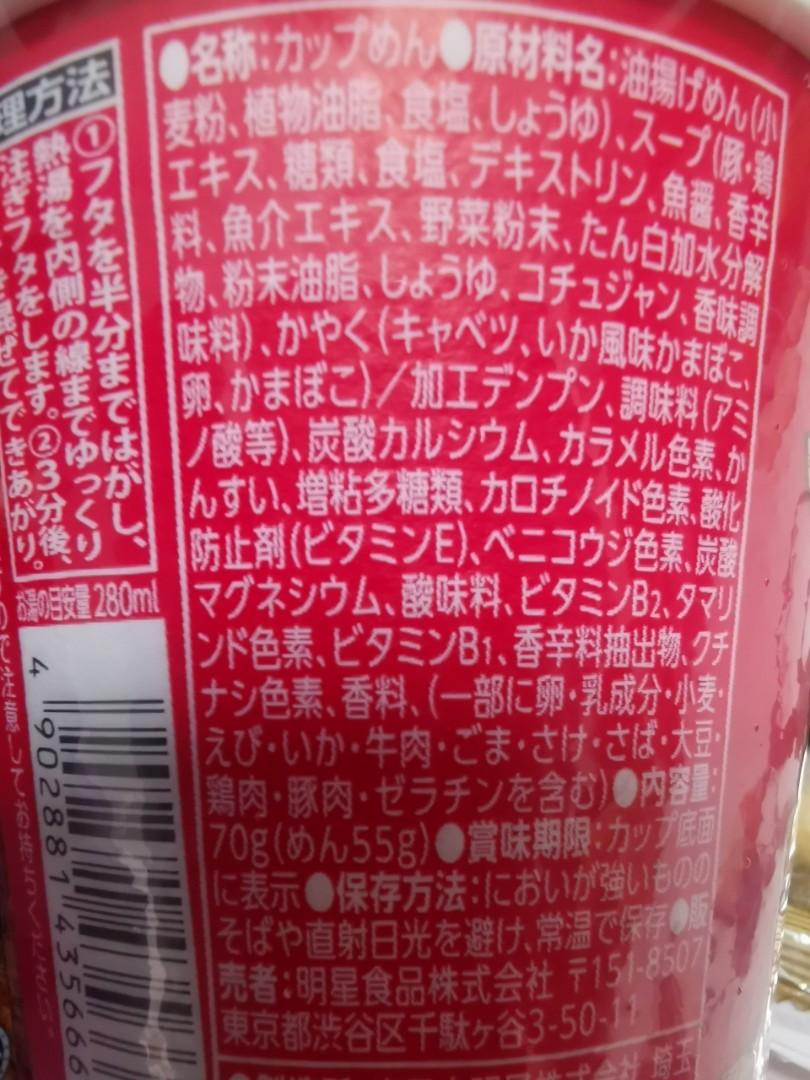 ●名称:カップめん●原材料名:油揚げめん(小
麦粉、植物油脂、食塩、しょうゆ)、スープ(豚・鶏
エキス、糖類、食塩、デキストリン、魚醤、香辛
料、魚介エキス、野菜粉末、たん白加水分解
物、粉末油脂、しょうゆ、コチュジャン、香味調
味料)、かやく(キャベツ、いか風味かまぼこ、
卵、かまぼこ)/加工デンプン、調味料(アミ
ノ酸等)、炭酸カルシウム、カラメル色素、か
んすい、増粘多糖類、カロチノイド色素、酸化
防止剤(ビタミンE)、ベニコウジ色素、炭酸
マグネシウム、酸味料、ビタミンB2、タマリ
ンド色素、ビタミンB1、香辛料抽出物、クチ
ナシ色素、香料、(一部に卵・乳成分・小麦・
えび・いか・牛肉・ごま・さけ・さば・大豆・
鶏肉・豚肉・ゼラチンを含む)●内容量:
70g(めん55g)●賞味期限:カップ底面
に表示●保存方法:においが強いものの
そばや直射日光を避け、常温で保存●販
売者:明星食品株式会社 〒151-8507
東京都渋谷区千駄ヶ谷3-50-11
理方法
①フタを半分まではがし、
熱湯を内側の線までゆっくり
注ぎフタをします。②3分後、
混ぜてできあがり。
お湯の目安量 280ml
4 902881 435666